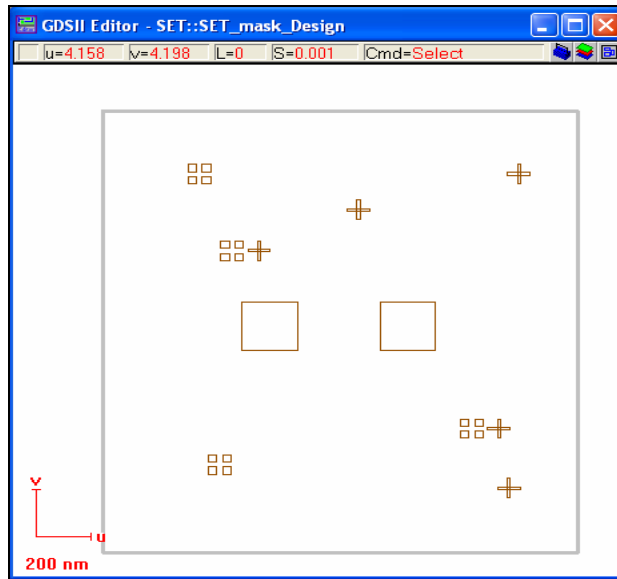 GDSII Editor - SET::SET_mask_Design
u=4.158 v=4.198 L=0 S=0.001 Cmd=Select
v
u
200 nm